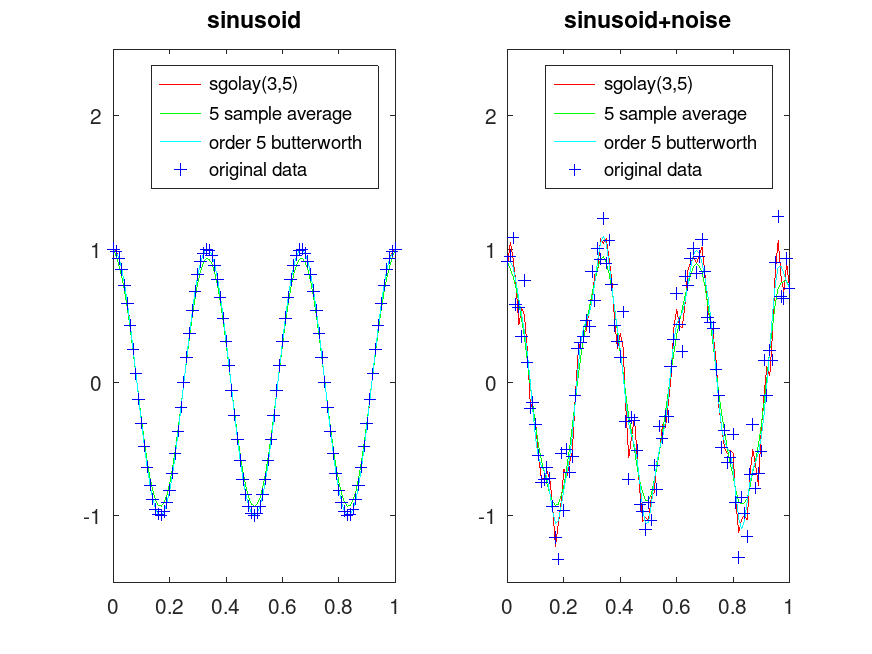 sinusoid
sgolay(3,5)
5 sample average
order 5 butterworth
original data
2
1
0
-1
0 0.2 0.4 0.6 0.8 1
sinusoid+noise
sgolay(3,5)
5 sample average
order 5 butterworth
original data
2
1
0
-1
0 0.2 0.4 0.6 0.8 1